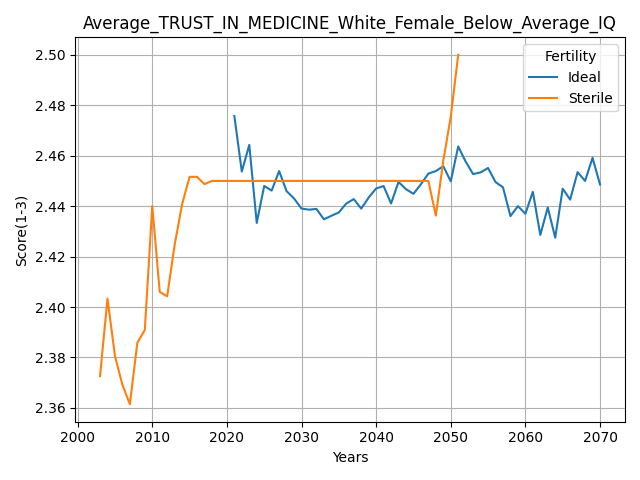 Average_TRUST_IN_MEDICINE_White_Female_Below_Average_IQ
Fertility
Ideal
Sterile
Score(1-3)
2.50
2.48
2.46
2.44
2.42
2.40
2.38
2.36
2000 2010 2020 2030 2040 2050 2060 2070
Years